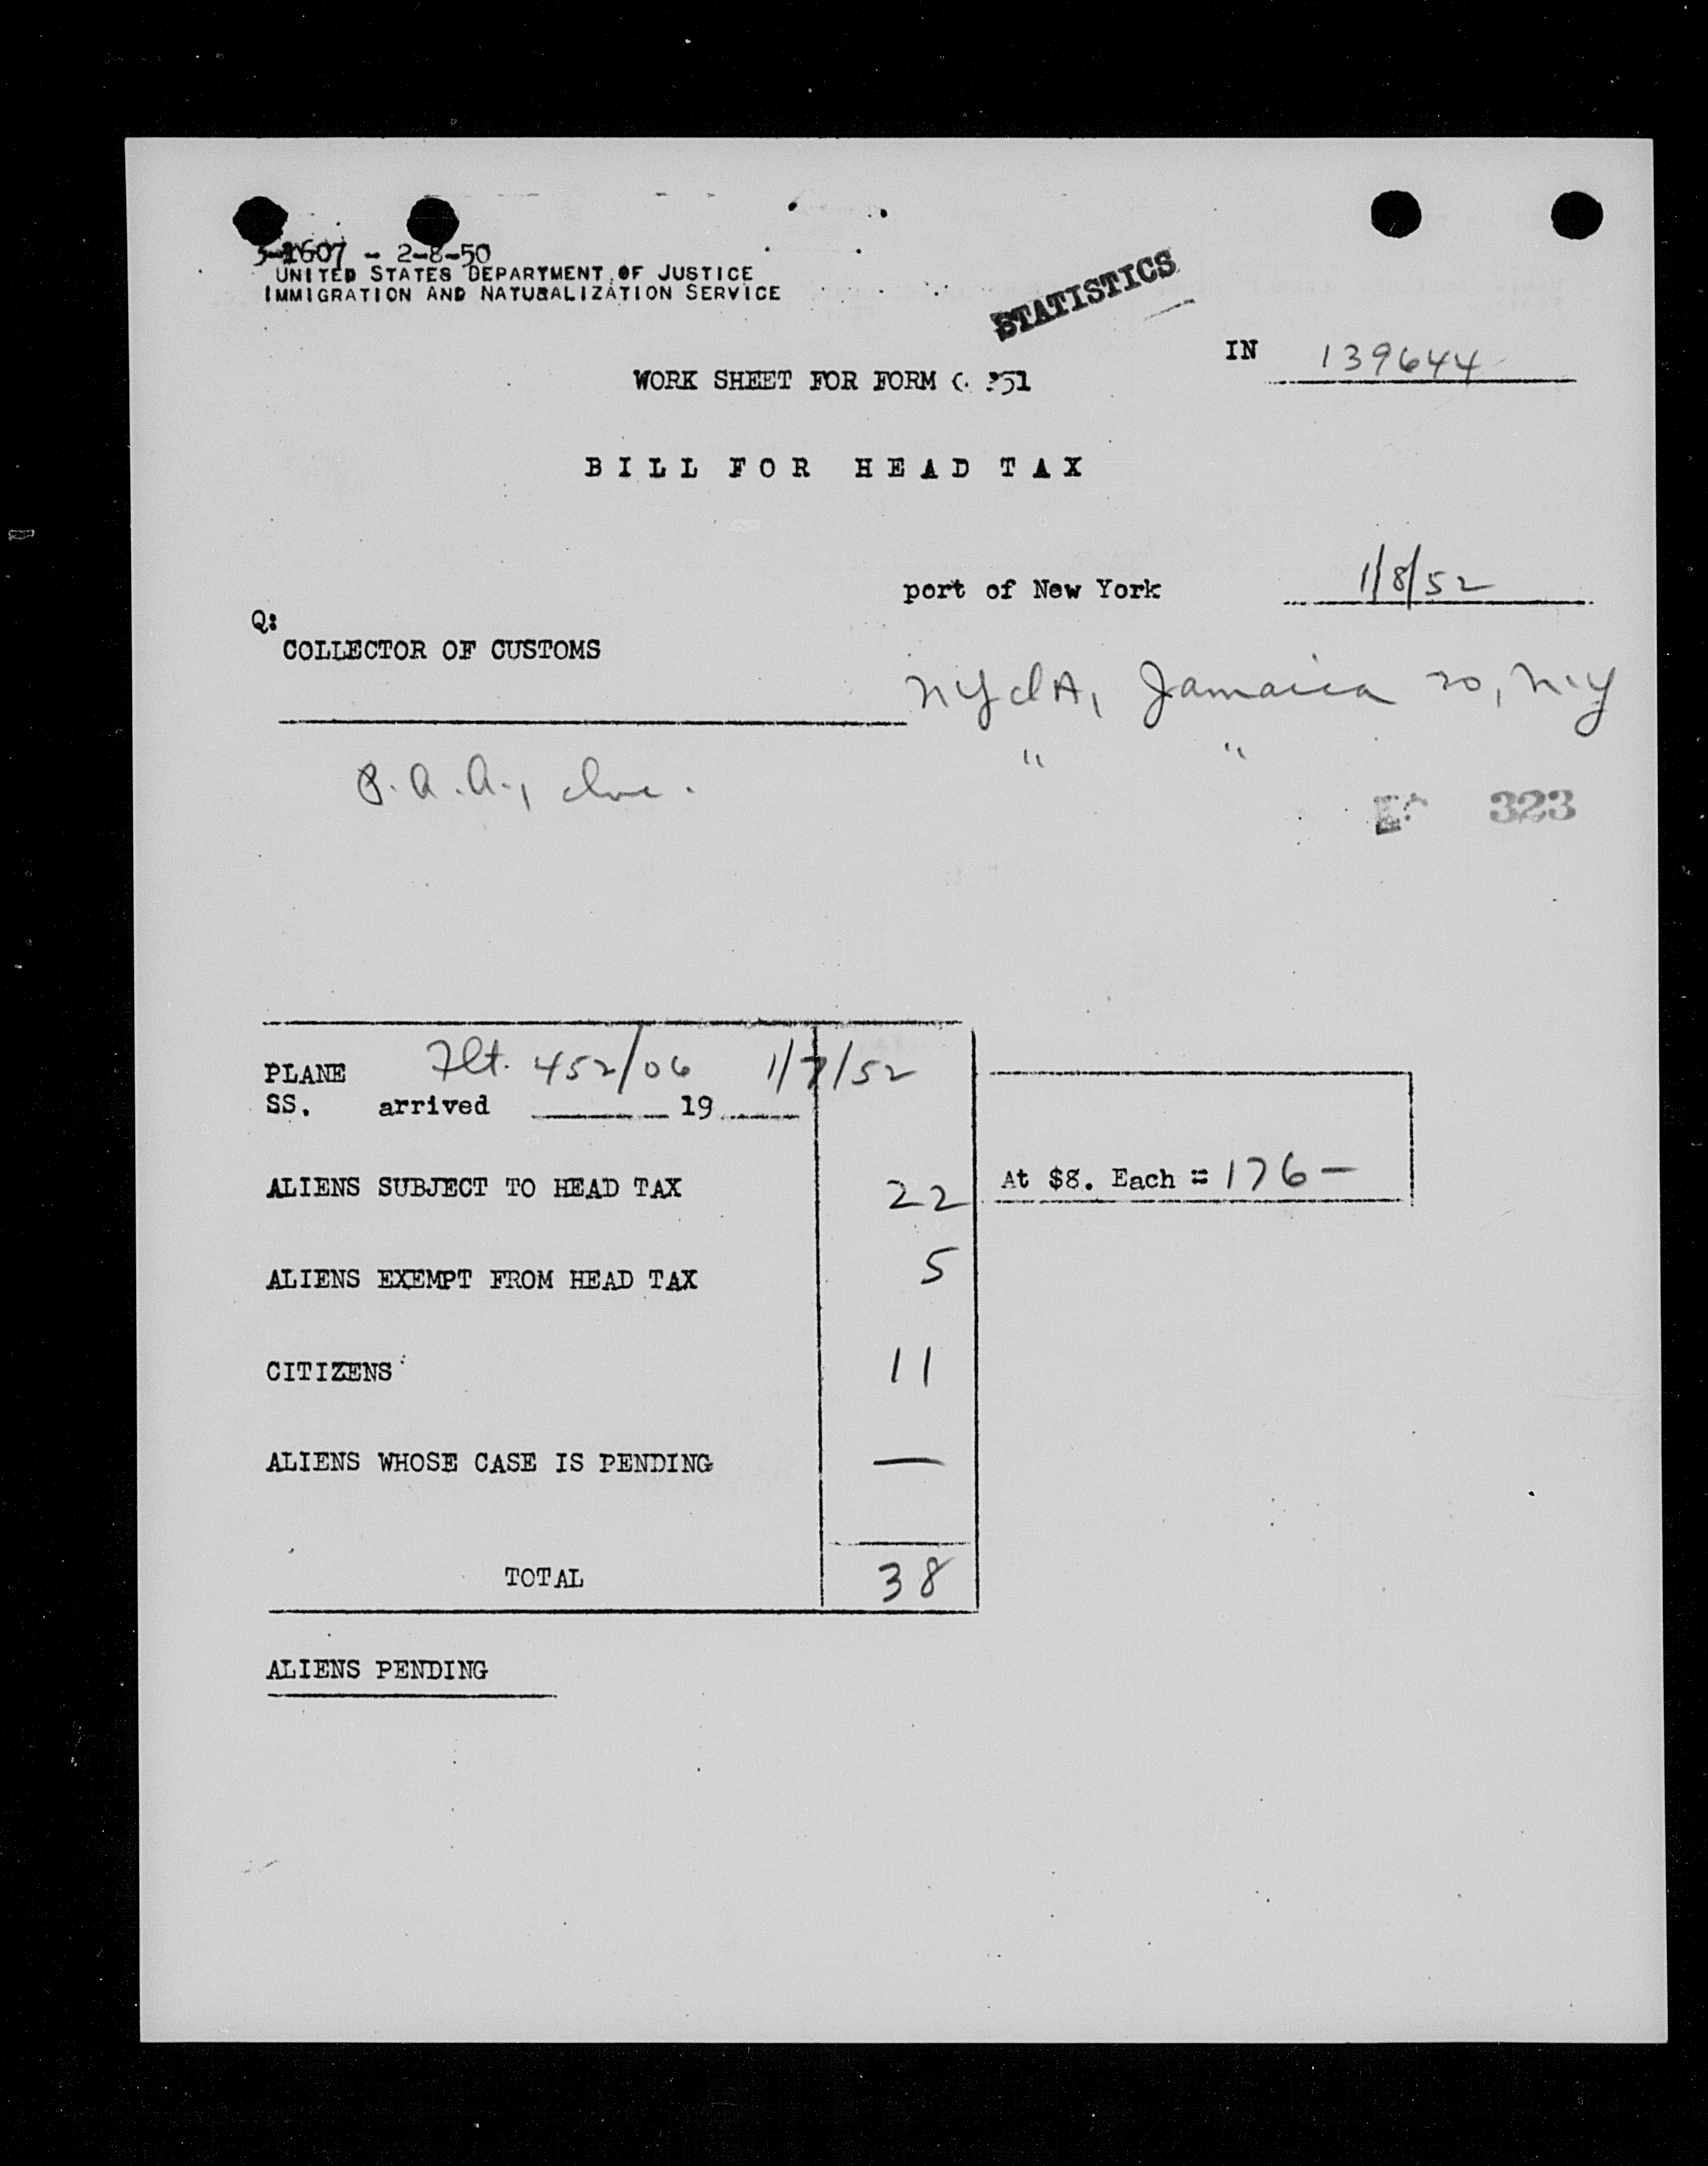 3-1607 - 2-8-50
UNITED STATES DEPARTMENT OF JUSTICE
IMMIGRATION AND NATURALIZATION SERVICE
STATISTICS
IN 139644
WORK SHEET FOR FORM
BILL FOR HEAD TAX
port of New York 1/8/52
Q:
COLLECTOR OF CUSTOMS
NYIA, Jamaica 20, N.Y
" "
P.A.A., Inc.
323
PLANE Flt. 452/06 1/7/52
SS. arrived 19
ALIENS SUBJECT TO HEAD TAX 22 At $8. Each = 176 -
ALIENS EXEMPT FROM HEAD TAX 5
CITIZENS 11
ALIENS WHOSE CASE IS PENDING —
TOTAL 38
ALIENS PENDING